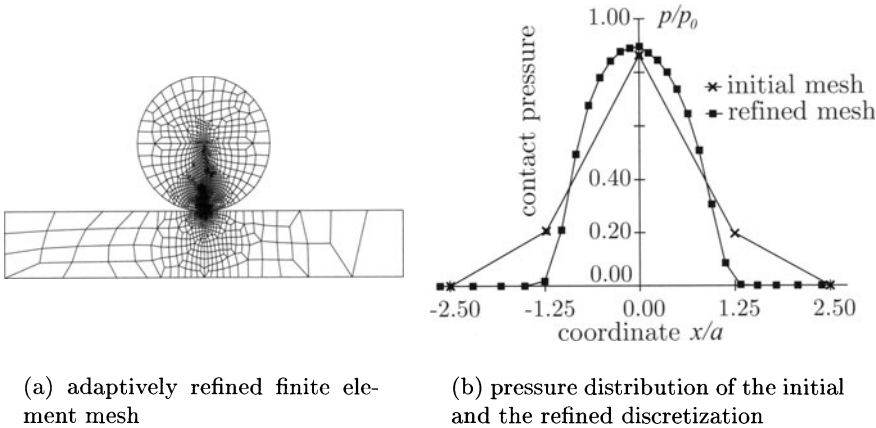 1.00
p/p₀
contact pressure
initial mesh
refined mesh
0.40
0.20
0.00
-2.50 -1.25 0.00 1.25 2.50
coordinate x/a
(a) adaptively refined finite ele-
ment mesh
(b) pressure distribution of the initial
and the refined discretization